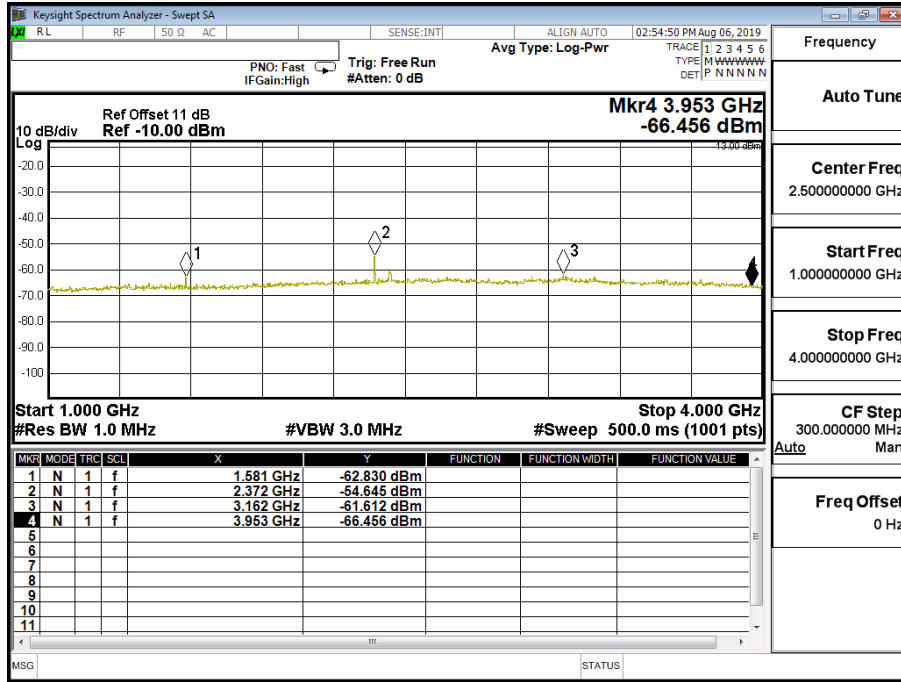 Keysight Spectrum Analyzer - Swept SA
LXI RL RF 50 Ω AC SENSE:INT ALIGN AUTO 02:54:50 PM Aug 06, 2019
Avg Type: Log-Pwr TRACE 1 2 3 4 5 6
PNO: Fast Trig: Free Run TYPE M WWWWW
IFGain:High #Atten: 0 dB DET P N N N N N
Frequency
Auto Tune
Center Freq
2.500000000 GHz
Start Freq
1.000000000 GHz
Stop Freq
4.000000000 GHz
CF Step
300.000000 MHz
Auto Man
Freq Offset
0 Hz
Ref Offset 11 dB Mkr4 3.953 GHz
10 dB/div Ref -10.00 dBm -66.456 dBm
Log
-13.00 dBm
-20.0
-30.0
-40.0
-50.0
-60.0
-70.0
-80.0
-90.0
-100
1
2
3
Start 1.000 GHz Stop 4.000 GHz
#Res BW 1.0 MHz #VBW 3.0 MHz #Sweep 500.0 ms (1001 pts)
MKR MODE TRC SCL X Y FUNCTION FUNCTION WIDTH FUNCTION VALUE
1 N 1 f 1.581 GHz -62.830 dBm
2 N 1 f 2.372 GHz -54.645 dBm
3 N 1 f 3.162 GHz -61.612 dBm
4 N 1 f 3.953 GHz -66.456 dBm
5
6
7
8
9
10
11
MSG STATUS